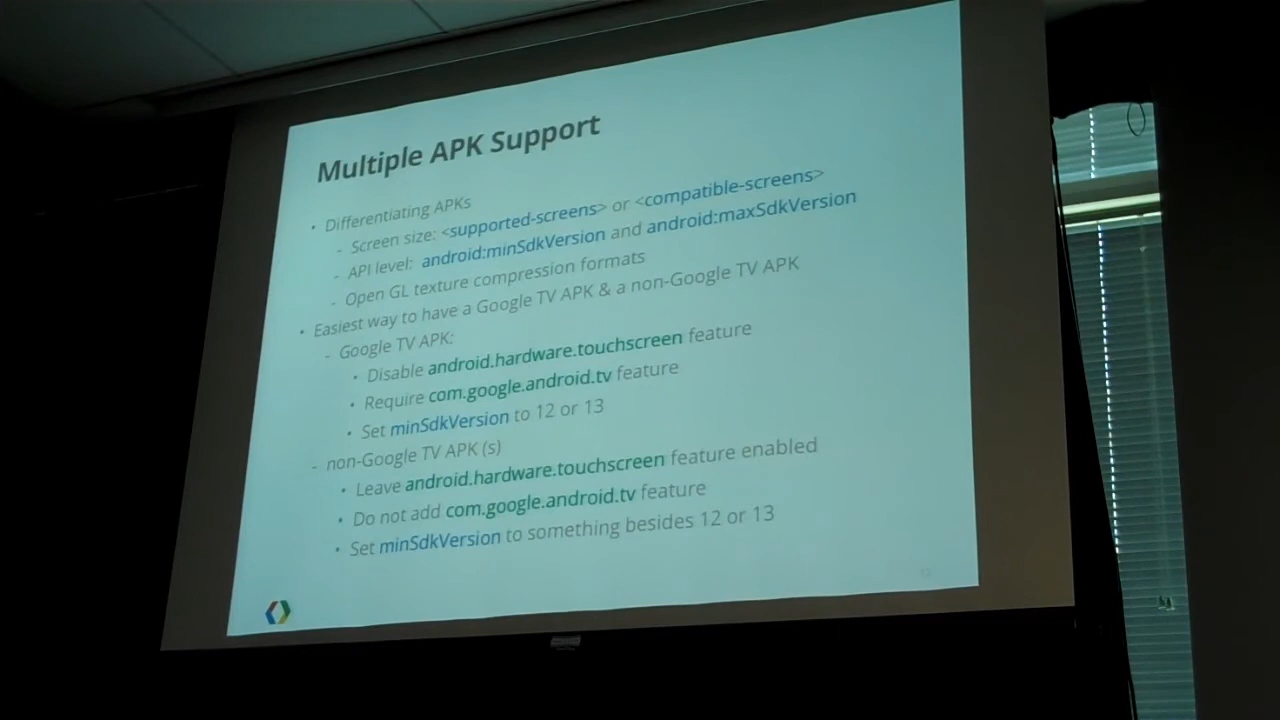 Multiple APK Support
• Differentiating APKs
- Screen size: <supported-screens> or <compatible-screens>
- API level: android:minSdkVersion and android:maxSdkVersion
- Open GL texture compression formats
• Easiest way to have a Google TV APK & a non-Google TV APK
- Google TV APK:
• Disable android.hardware.touchscreen feature
• Require com.google.android.tv feature
• Set minSdkVersion to 12 or 13
- non-Google TV APK (s)
• Leave android.hardware.touchscreen feature enabled
• Do not add com.google.android.tv feature
• Set minSdkVersion to something besides 12 or 13